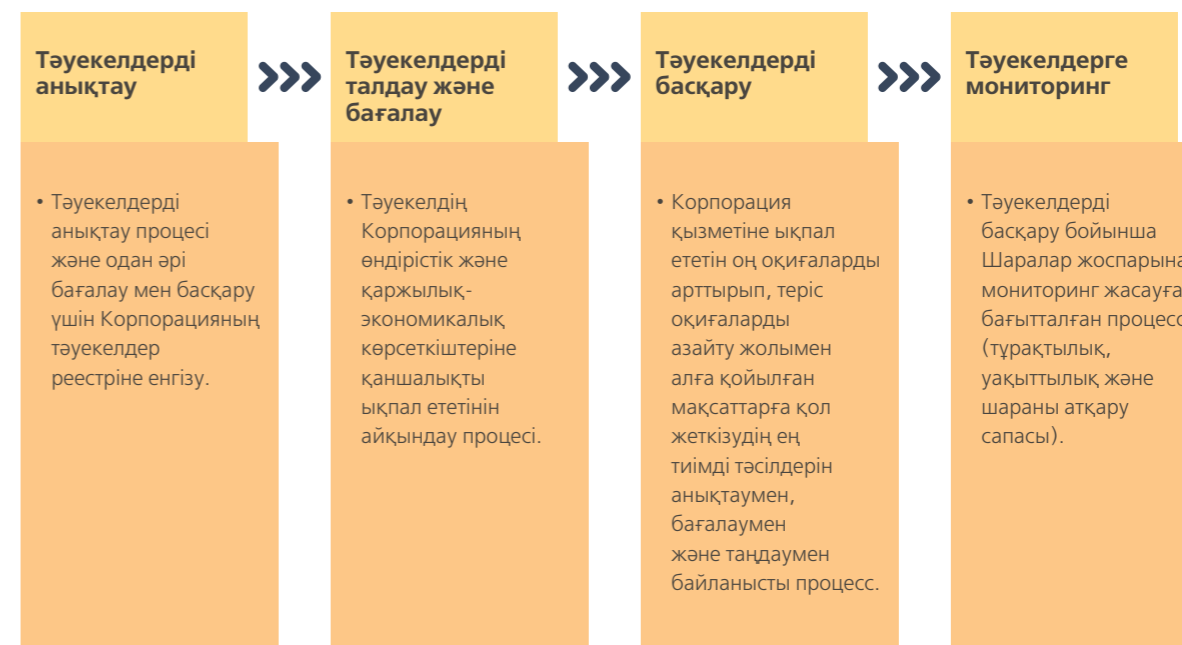 Тәуекелдерді
анықтау
Тәуекелдерді
талдау және
бағалау
Тәуекелдерді
басқару
Тәуекелдерге
мониторинг
• Тәуекелдерді
анықтау процесі
және одан әрі
бағалау мен басқару
үшін Корпорацияның
тәуекелдер
реестріне енгізу.
• Тәуекелдің
Корпорацияның
өндірістік және
қаржылық-
экономикалық
көрсеткіштеріне
қаншалықты
ықпал ететінін
айқындау процесі.
• Корпорация
қызметіне ықпал
ететін оң оқиғаларды
арттырып, теріс
оқиғаларды
азайту жолымен
алға қойылған
мақсаттарға қол
жеткізудің ең
тиімді тәсілдерін
анықтаумен,
бағалаумен
және таңдаумен
байланысты процесс.
• Тәуекелдерді
басқару бойынша
Шаралар жоспарына
мониторинг жасауға
бағытталған процесс
(тұрақтылық,
уақыттылық және
шараны атқару
сапасы).